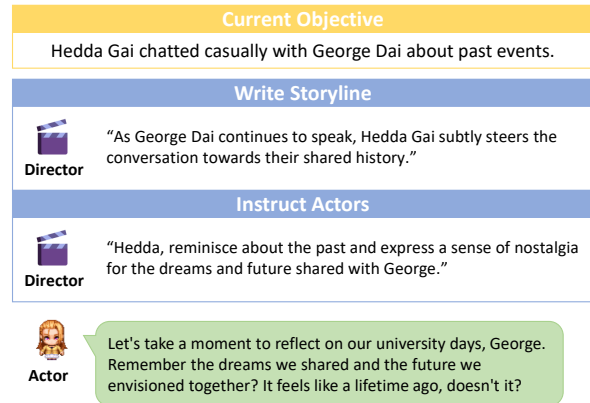 Current Objective
Hedda Gai chatted casually with George Dai about past events.
Write Storyline
“As George Dai continues to speak, Hedda Gai subtly steers the
conversation towards their shared history.”
Director
Instruct Actors
“Hedda, reminisce about the past and express a sense of nostalgia
for the dreams and future shared with George.”
Director
Let's take a moment to reflect on our university days, George.
Remember the dreams we shared and the future we
envisioned together? It feels like a lifetime ago, doesn't it?
Actor